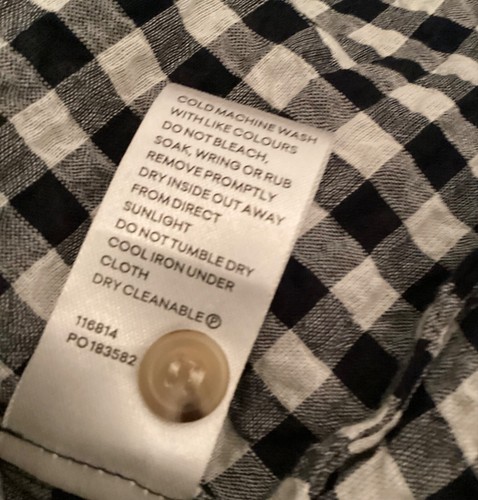 COLD MACHINE WASH
WITH LIKE COLOURS
DO NOT BLEACH,
SOAK, WRING OR RUB
REMOVE PROMPTLY
DRY INSIDE OUT AWAY
FROM DIRECT
SUNLIGHT
DO NOT TUMBLE DRY
COOL IRON UNDER
CLOTH
DRY CLEANABLE Ⓟ
116814
PO183582